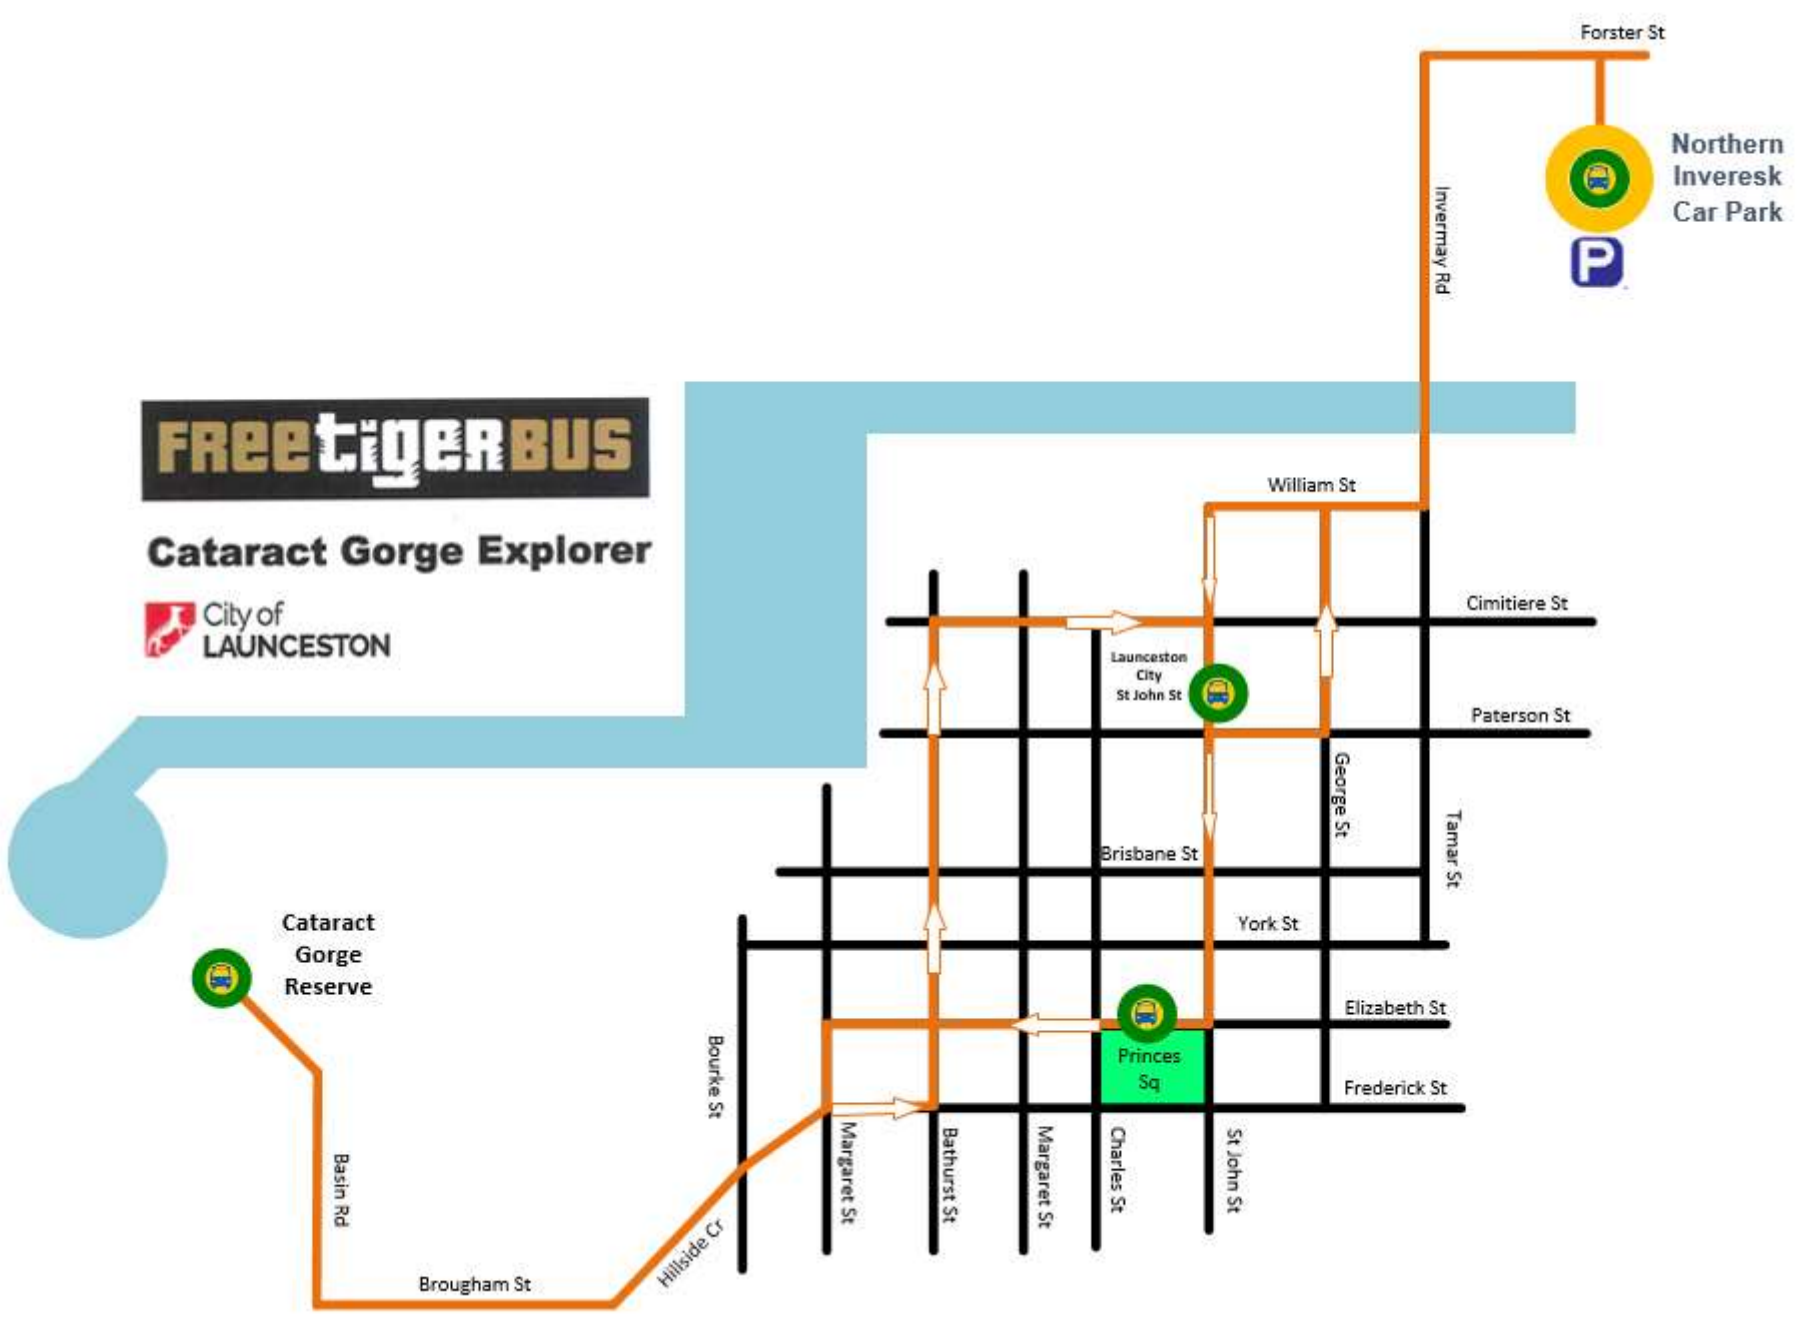 Forster St
Northern
Inveresk
Car Park
P
Invermay Rd
FREE tiger BUS
Cataract Gorge Explorer
City of
LAUNCESTON
William St
Cimitiere St
Launceston
City
St John St
Paterson St
George St
Tamar St
Brisbane St
York St
Cataract
Gorge
Reserve
Elizabeth St
Princes
Sq
Frederick St
Bourke St
Margaret St
Bathurst St
Margaret St
Charles St
St John St
Basin Rd
Hillside Cr
Brougham St